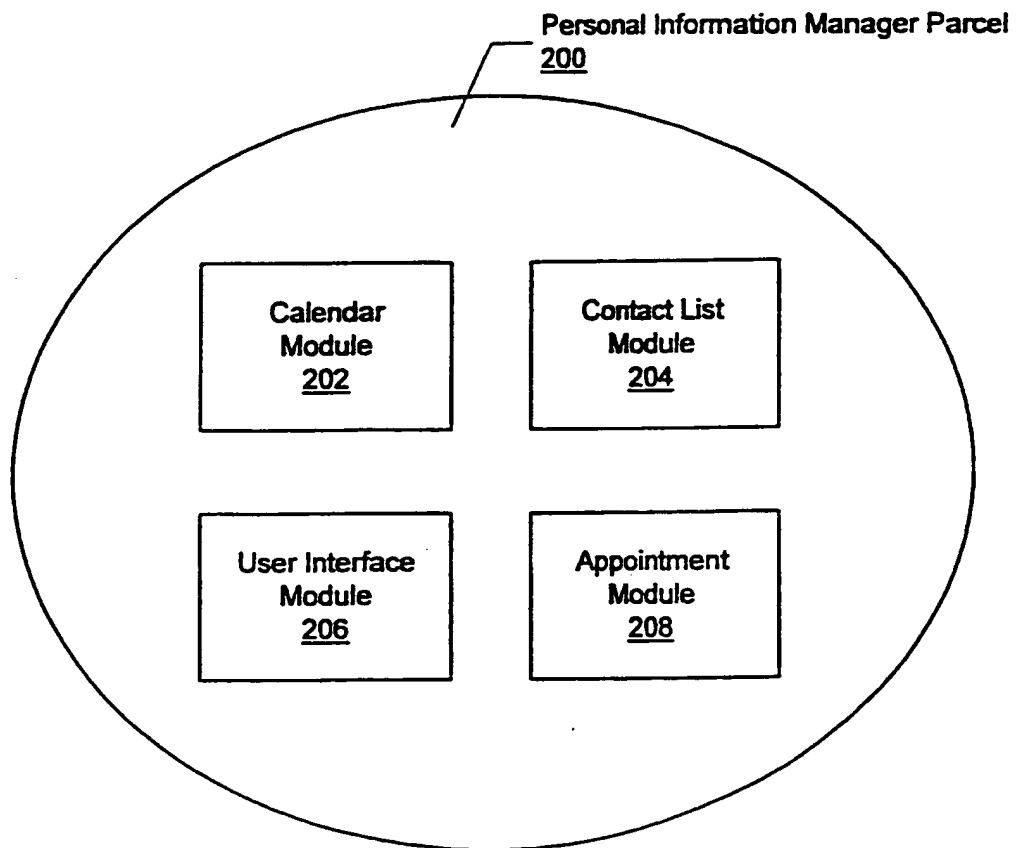 Personal Information Manager Parcel
200
Calendar
Module
202
Contact List
Module
204
User Interface
Module
206
Appointment
Module
208